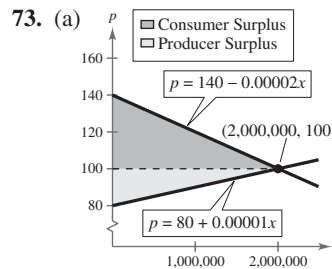 73. (a)
p
Consumer Surplus
Producer Surplus
160
p = 140 − 0.00002x
140
120
(2,000,000, 100
100
80
p = 80 + 0.00001x
1,000,000
2,000,000